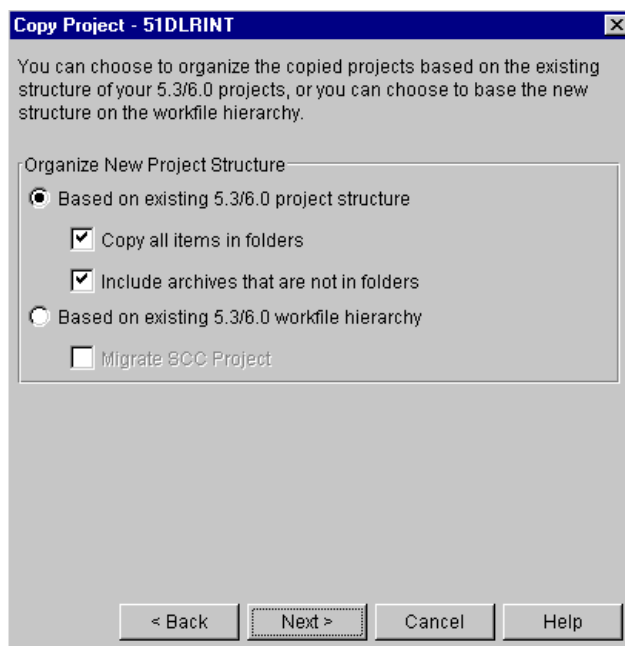 Copy Project - 51DLRINT
You can choose to organize the copied projects based on the existing
structure of your 5.3/6.0 projects, or you can choose to base the new
structure on the workfile hierarchy.
Organize New Project Structure
Based on existing 5.3/6.0 project structure
Copy all items in folders
Include archives that are not in folders
Based on existing 5.3/6.0 workfile hierarchy
Migrate SCC Project
< Back Next > Cancel Help